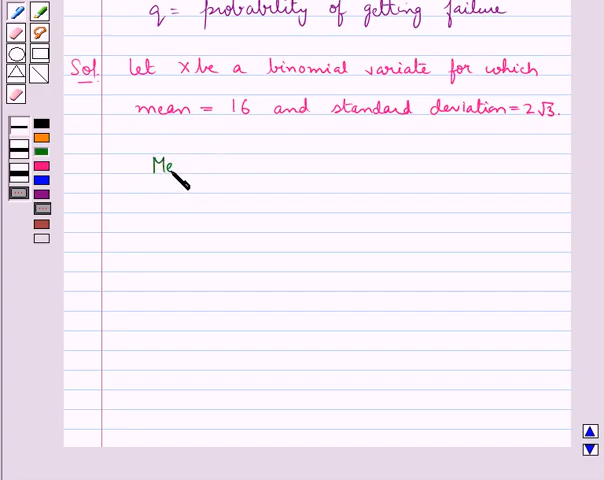 q = probability of getting failure
Sol. Let X be a binomial variate for which
mean = 16 and standard deviation = 2√3.
Me